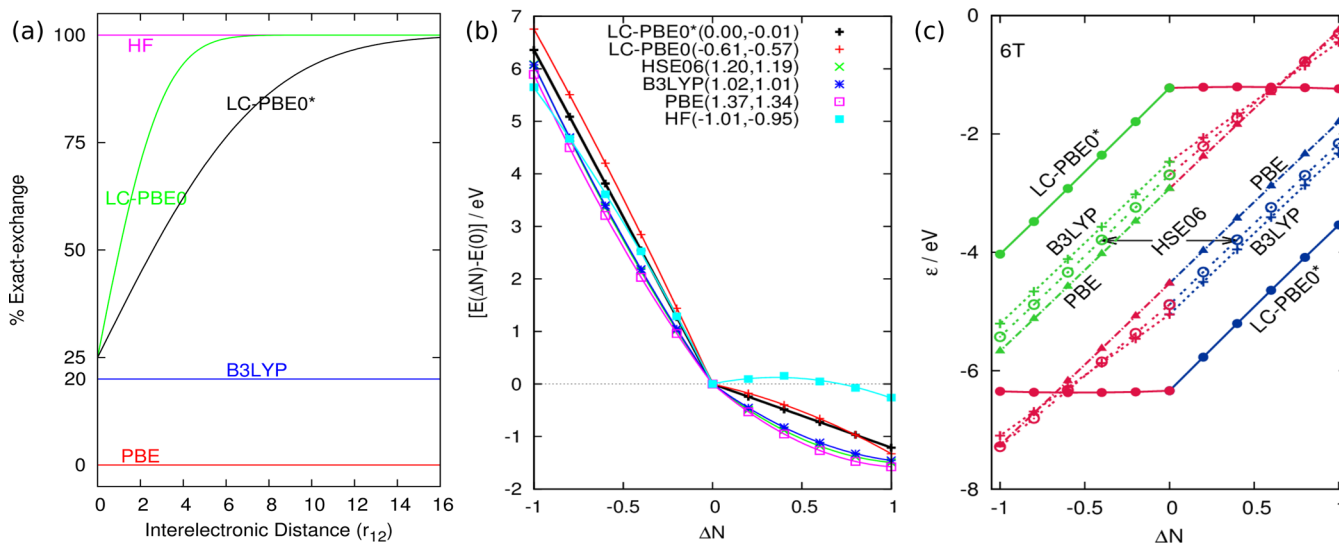 (a)
% Exact-exchange
100
75
50
25
20
0
HF
LC-PBE0*
LC-PBE0
B3LYP
PBE
0 2 4 6 8 10 12 14 16
Interelectronic Distance (r12)
(b)
[E(ΔN)-E(0)] / eV
7
6
5
4
3
2
1
0
-1
-2
LC-PBE0*(0.00,-0.01)
LC-PBE0(-0.61,-0.57)
HSE06(1.20,1.19)
B3LYP(1.02,1.01)
PBE(1.37,1.34)
HF(-1.01,-0.95)
-1 -0.5 0 0.5 1
ΔN
(c)
ε / eV
0
-2
-4
-6
-8
6T
LC-PBE0*
PBE
B3LYP
HSE06
B3LYP
PBE
LC-PBE0*
-1 -0.5 0 0.5 1
ΔN